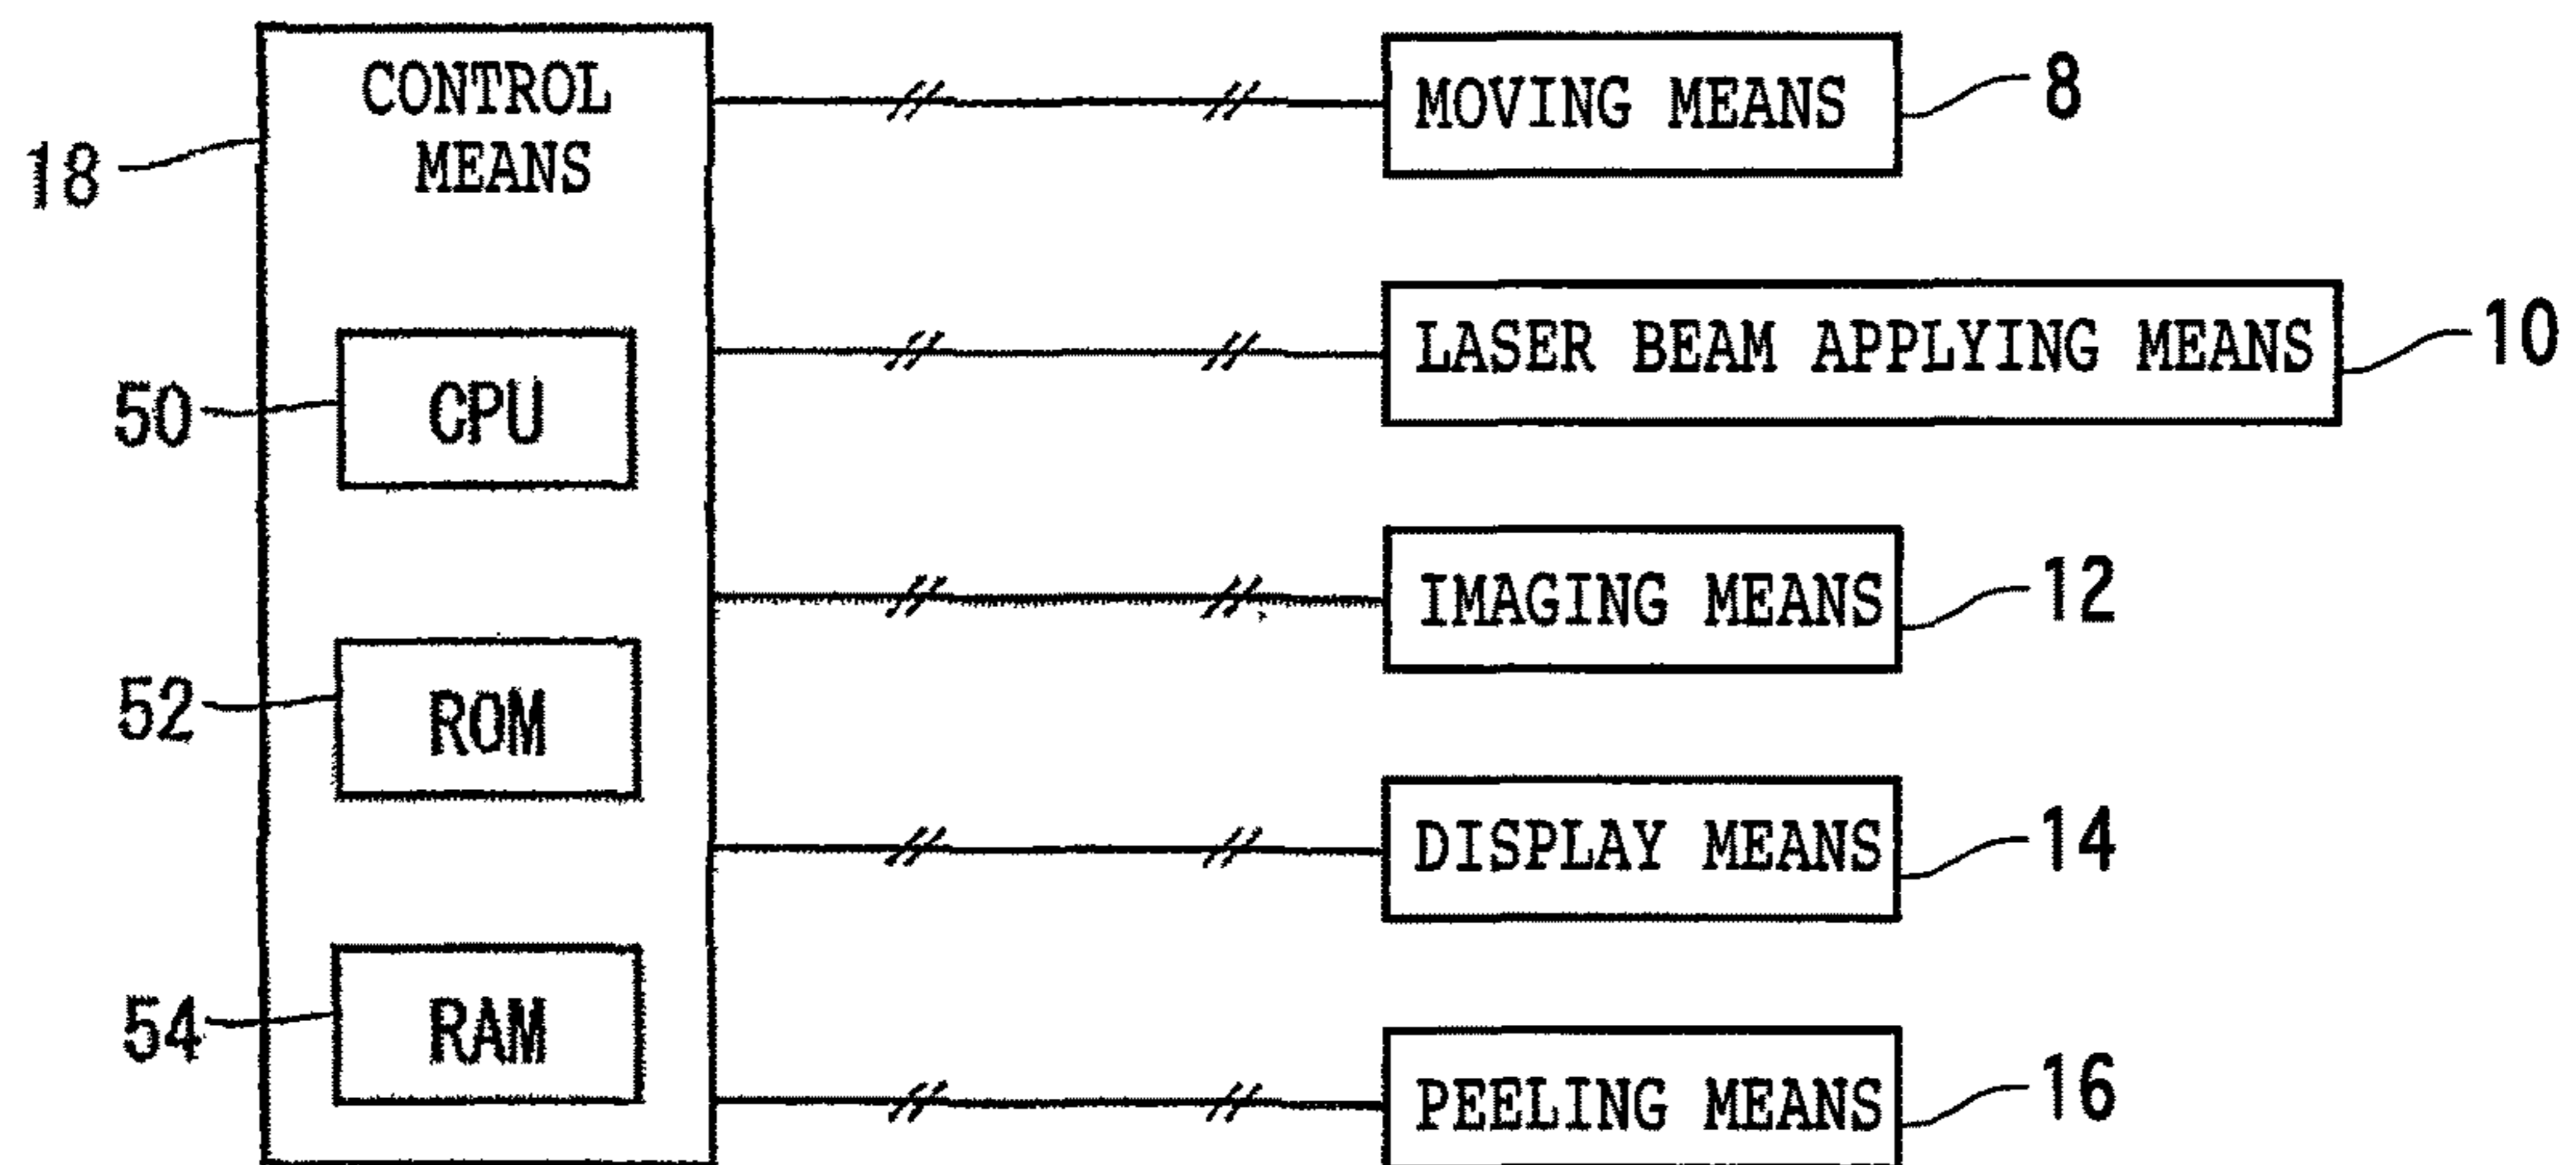 CONTROL
MEANS
18
CPU
50
ROM
52
RAM
54
MOVING MEANS
8
LASER BEAM APPLYING MEANS
10
IMAGING MEANS
12
DISPLAY MEANS
14
PEELING MEANS
16